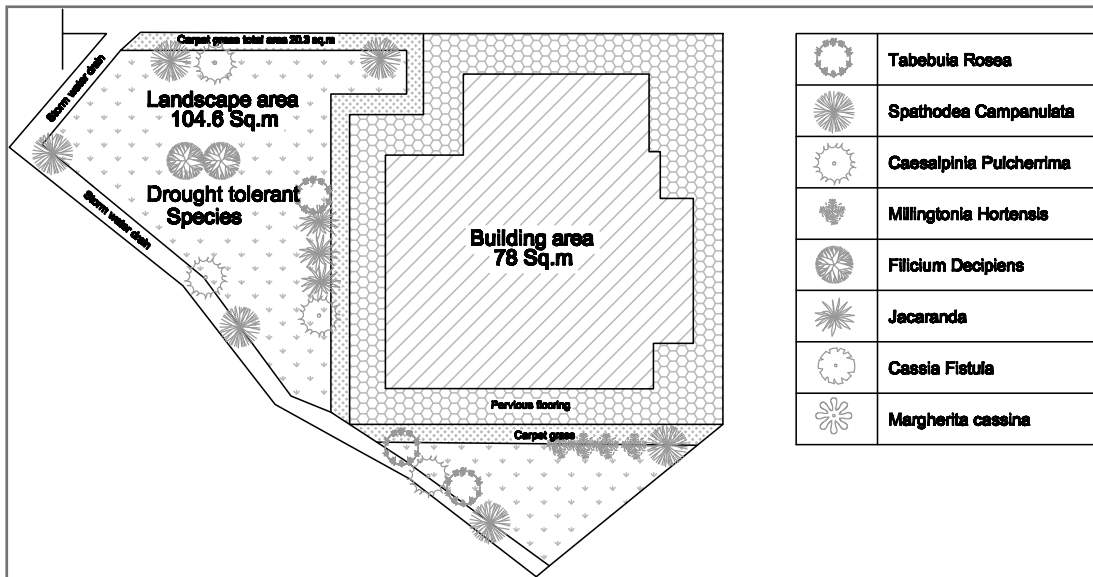 Carpet grass total area 20.3 sq.m
Storm water drain
Landscape area
104.6 Sq.m
Drought tolerant
Species
Storm water drain
Building area
78 Sq.m
Pervious flooring
Carpet grass
Tabebuia Rosea
Spathodea Campanulata
Caesalpinia Pulcherrima
Millingtonia Hortensis
Filicium Decipiens
Jacaranda
Cassia Fistula
Margherita cassina